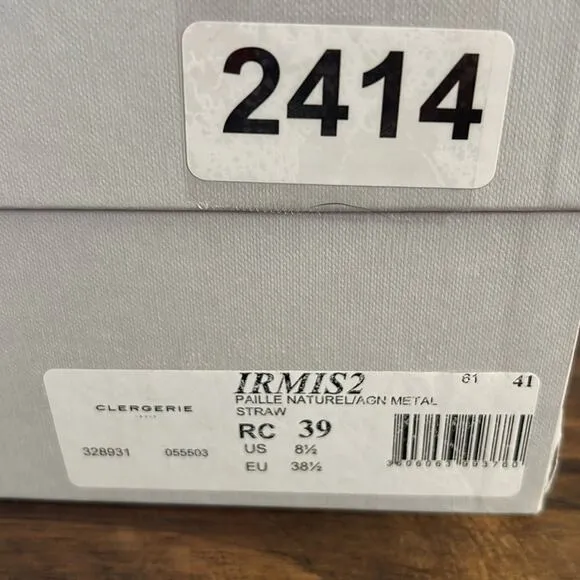 2414
IRMIS2
61 41
PAILLE NATUREL/AGN METAL
CLERGERIE
STRAW
RC 39
328931 055503
US 8½
EU 38½